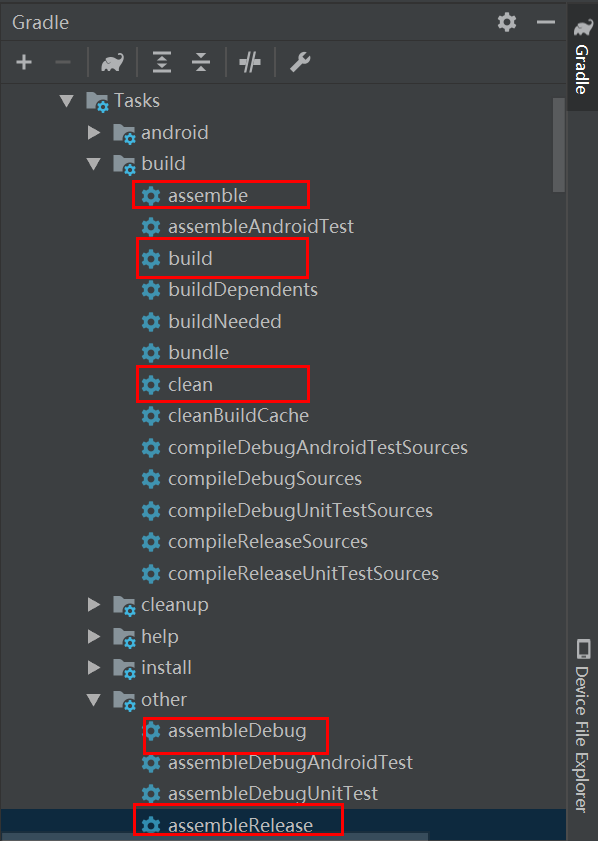 Gradle
Gradle
Tasks
android
build
assemble
assembleAndroidTest
build
buildDependents
buildNeeded
bundle
clean
cleanBuildCache
compileDebugAndroidTestSources
compileDebugSources
compileDebugUnitTestSources
compileReleaseSources
compileReleaseUnitTestSources
cleanup
help
install
other
assembleDebug
assembleDebugAndroidTest
assembleDebugUnitTest
assembleRelease
Device File Explorer